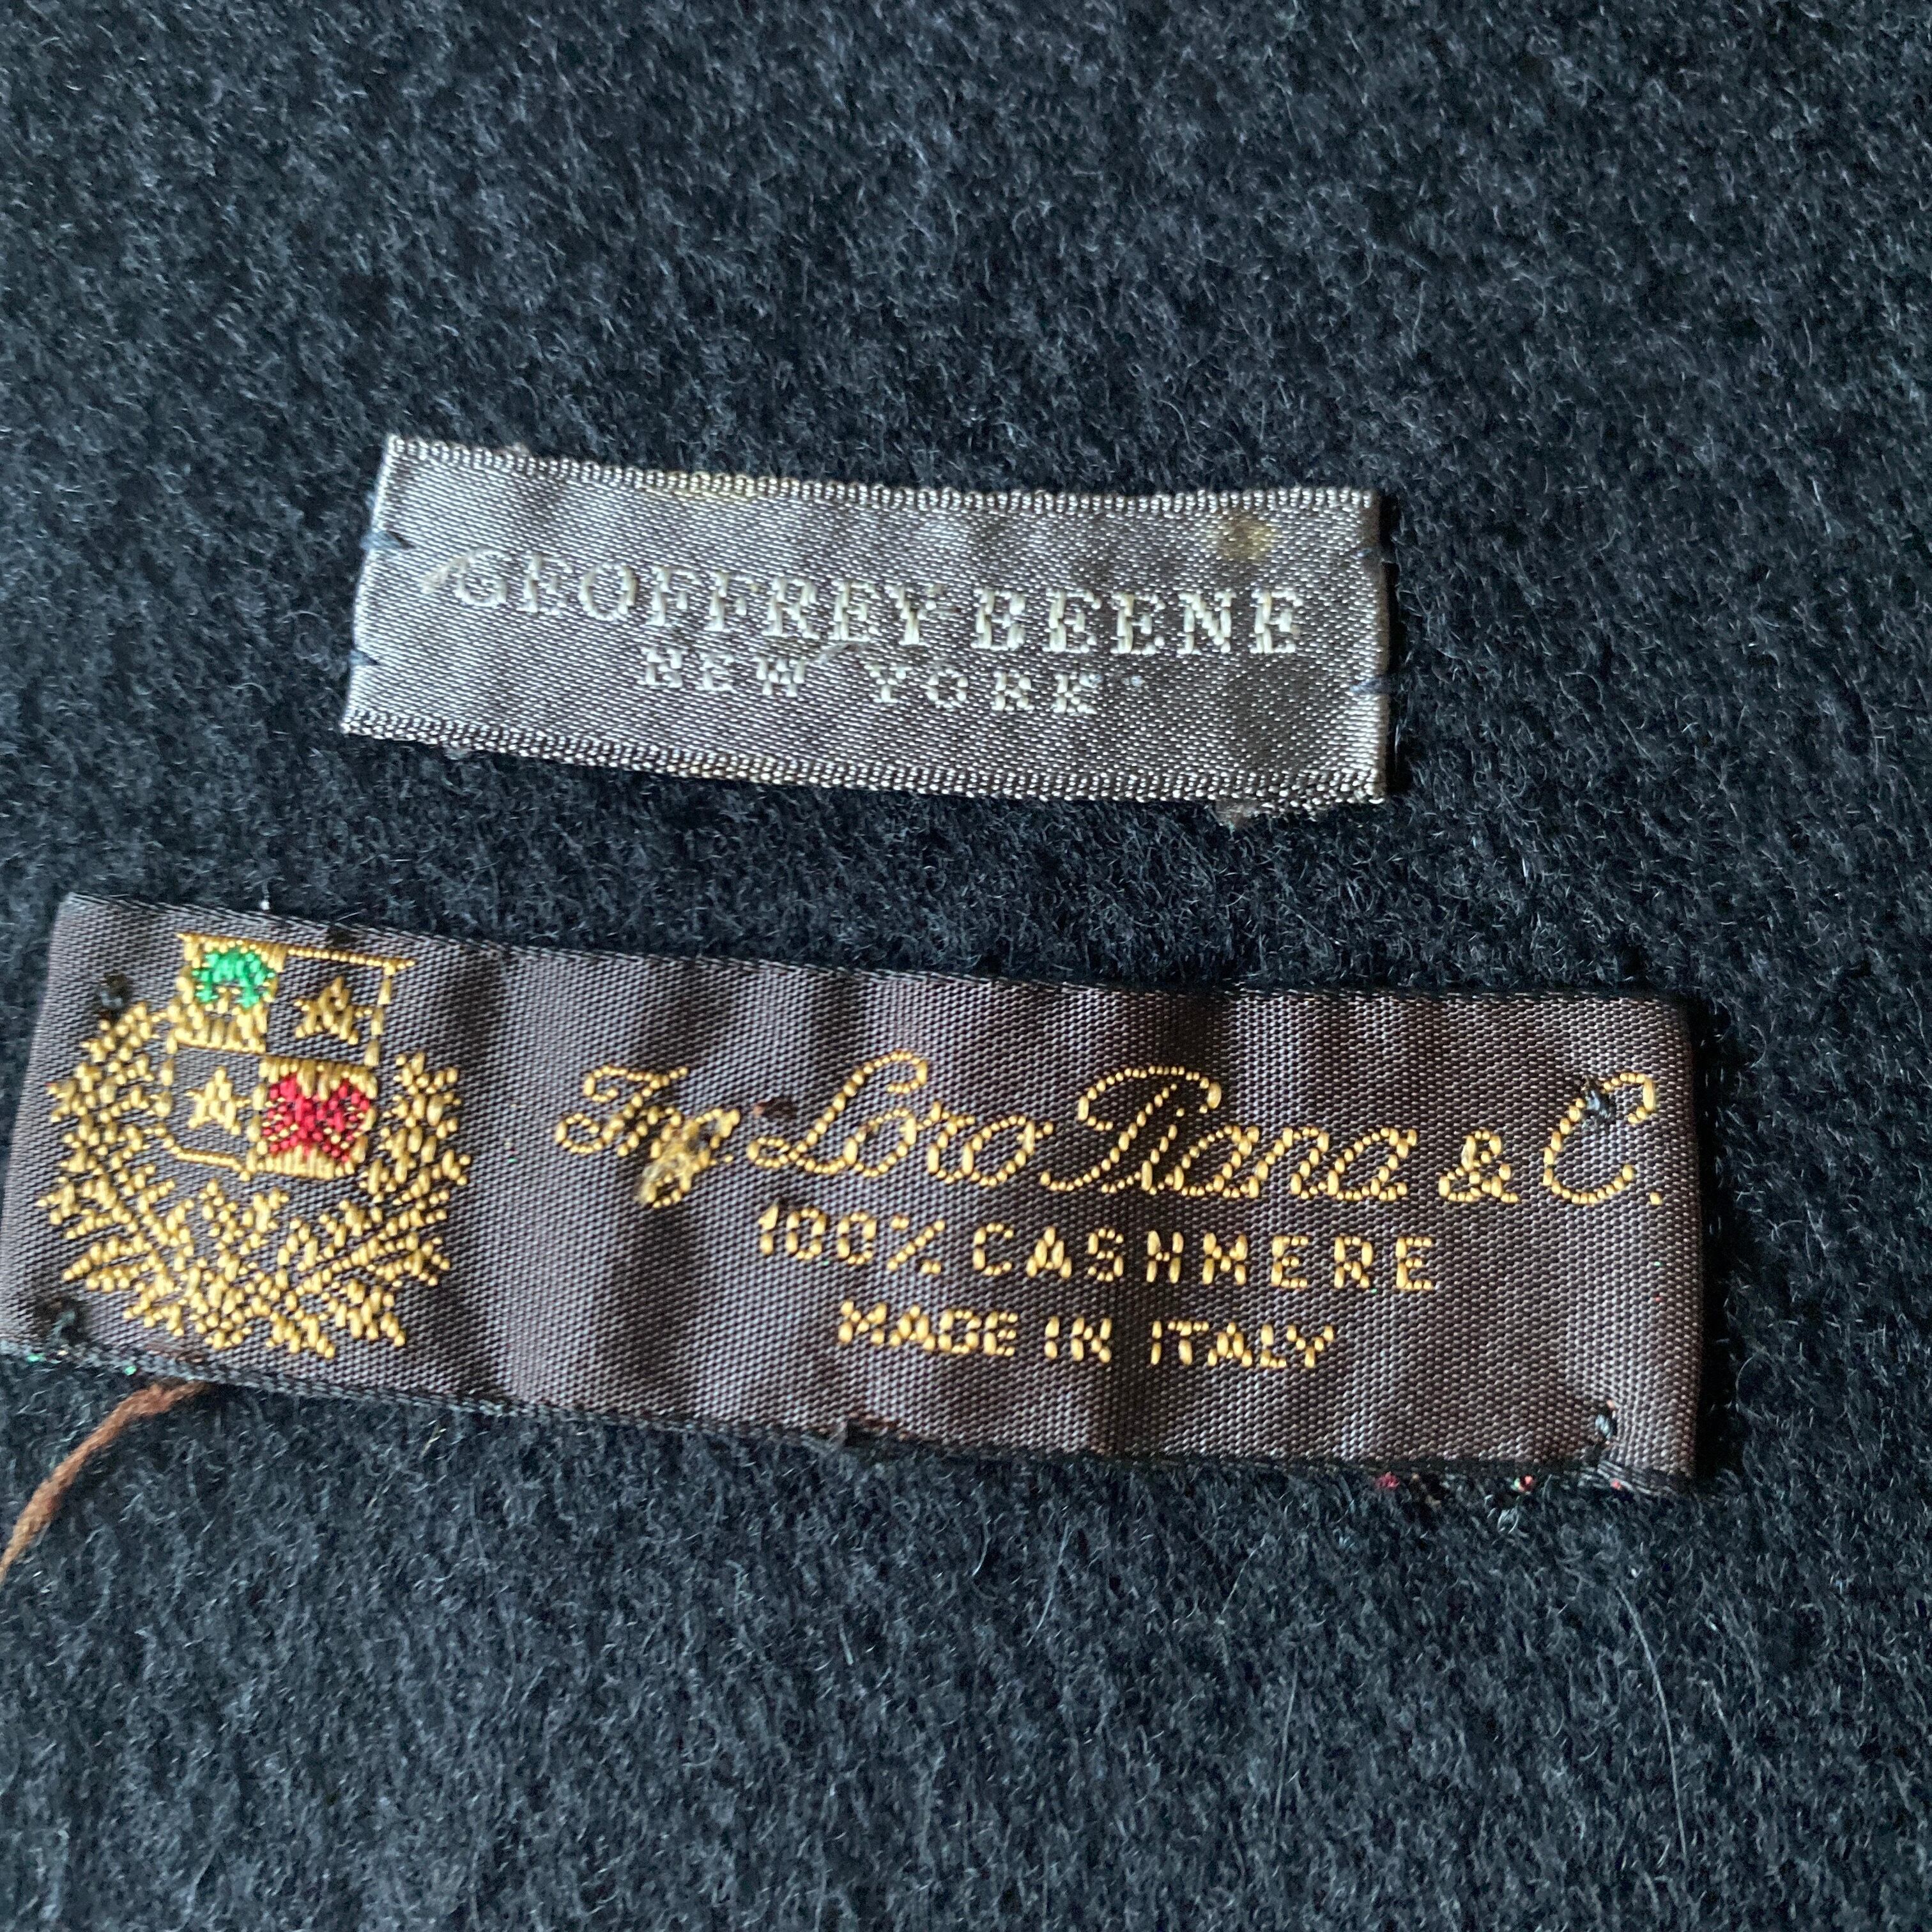 GEOFFREY BEENE
NEW YORK
Ing. Loro Piana & C.
100% CASHMERE
MADE IN ITALY